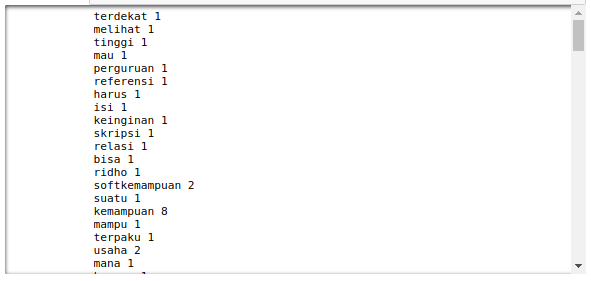 terdekat 1
melihat 1
tinggi 1
mau 1
perguruan 1
referensi 1
harus 1
isi 1
keinginan 1
skripsi 1
relasi 1
bisa 1
ridho 1
softkemampuan 2
suatu 1
kemampuan 8
mampu 1
terpaku 1
usaha 2
mana 1